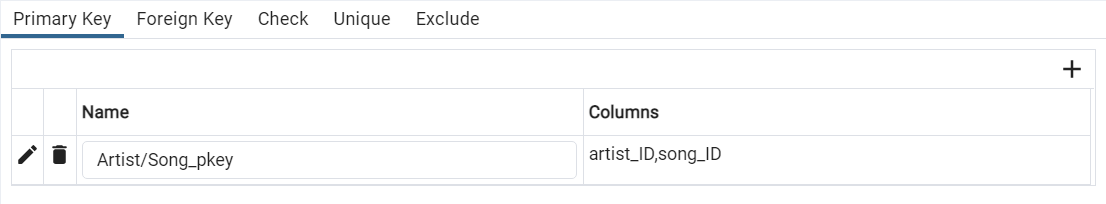 Primary Key Foreign Key Check Unique Exclude
Name Columns
Artist/Song_pkey artist_ID,song_ID